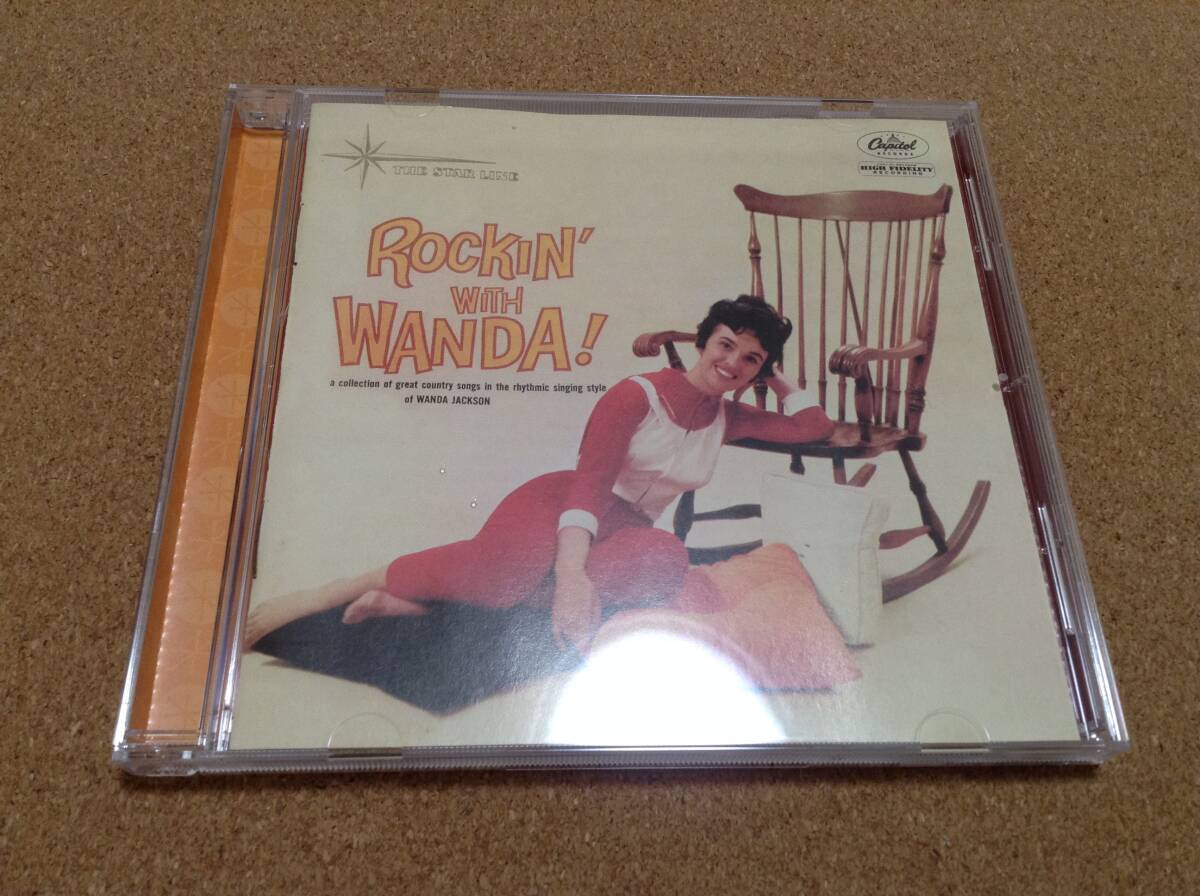 THE STAR LINE
Capitol
RECORDS
HIGH FIDELITY
RECORDING
ROCKIN'
WITH
WANDA!
a collection of great country songs in the rhythmic singing style
of WANDA JACKSON